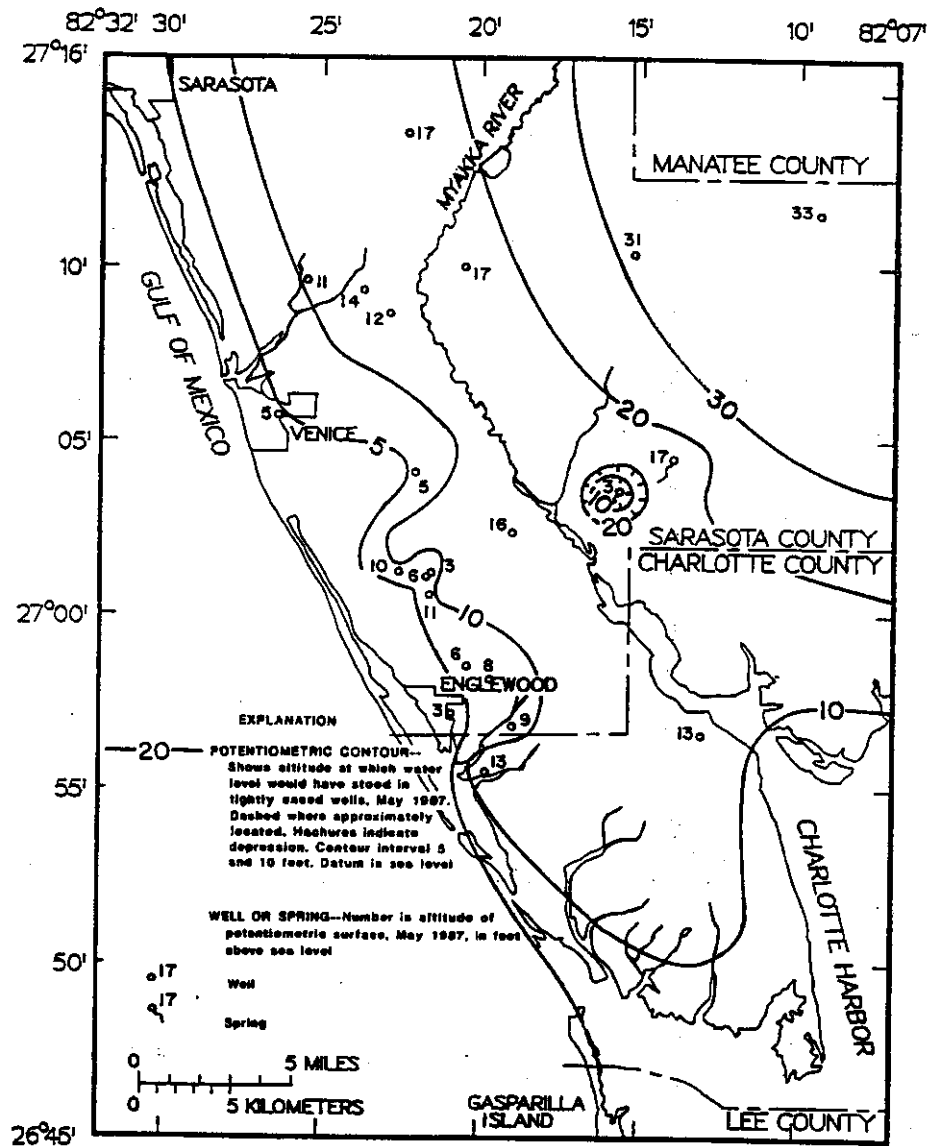 82°32' 30' 25' 20' 15' 10' 82°07'
27°16'
SARASOTA
17
MYAKKA RIVER
MANATEE COUNTY
33
31
10'
11
17
14
12
GULF OF MEXICO
30
20
5
05'
VENICE
5
17
5
3
10
20
16
SARASOTA COUNTY
CHARLOTTE COUNTY
10
6
3
11
27°00'
10
6
8
ENGLEWOOD
3
9
10
13
13
EXPLANATION
20
POTENTIOMETRIC CONTOUR--
Shows altitude at which water
level would have stood in
tightly cased wells, May 1987.
Dashed where approximately
located. Hachures indicate
depression. Contour interval 5
and 10 feet. Datum is sea level
55'
CHARLOTTE HARBOR
WELL OR SPRING--Number is altitude of
potentiometric surface, May 1987, in feet
above sea level
50'
17
Well
17
Spring
0 5 MILES
0 5 KILOMETERS
GASPARILLA
ISLAND
LEE COUNTY
26°45'